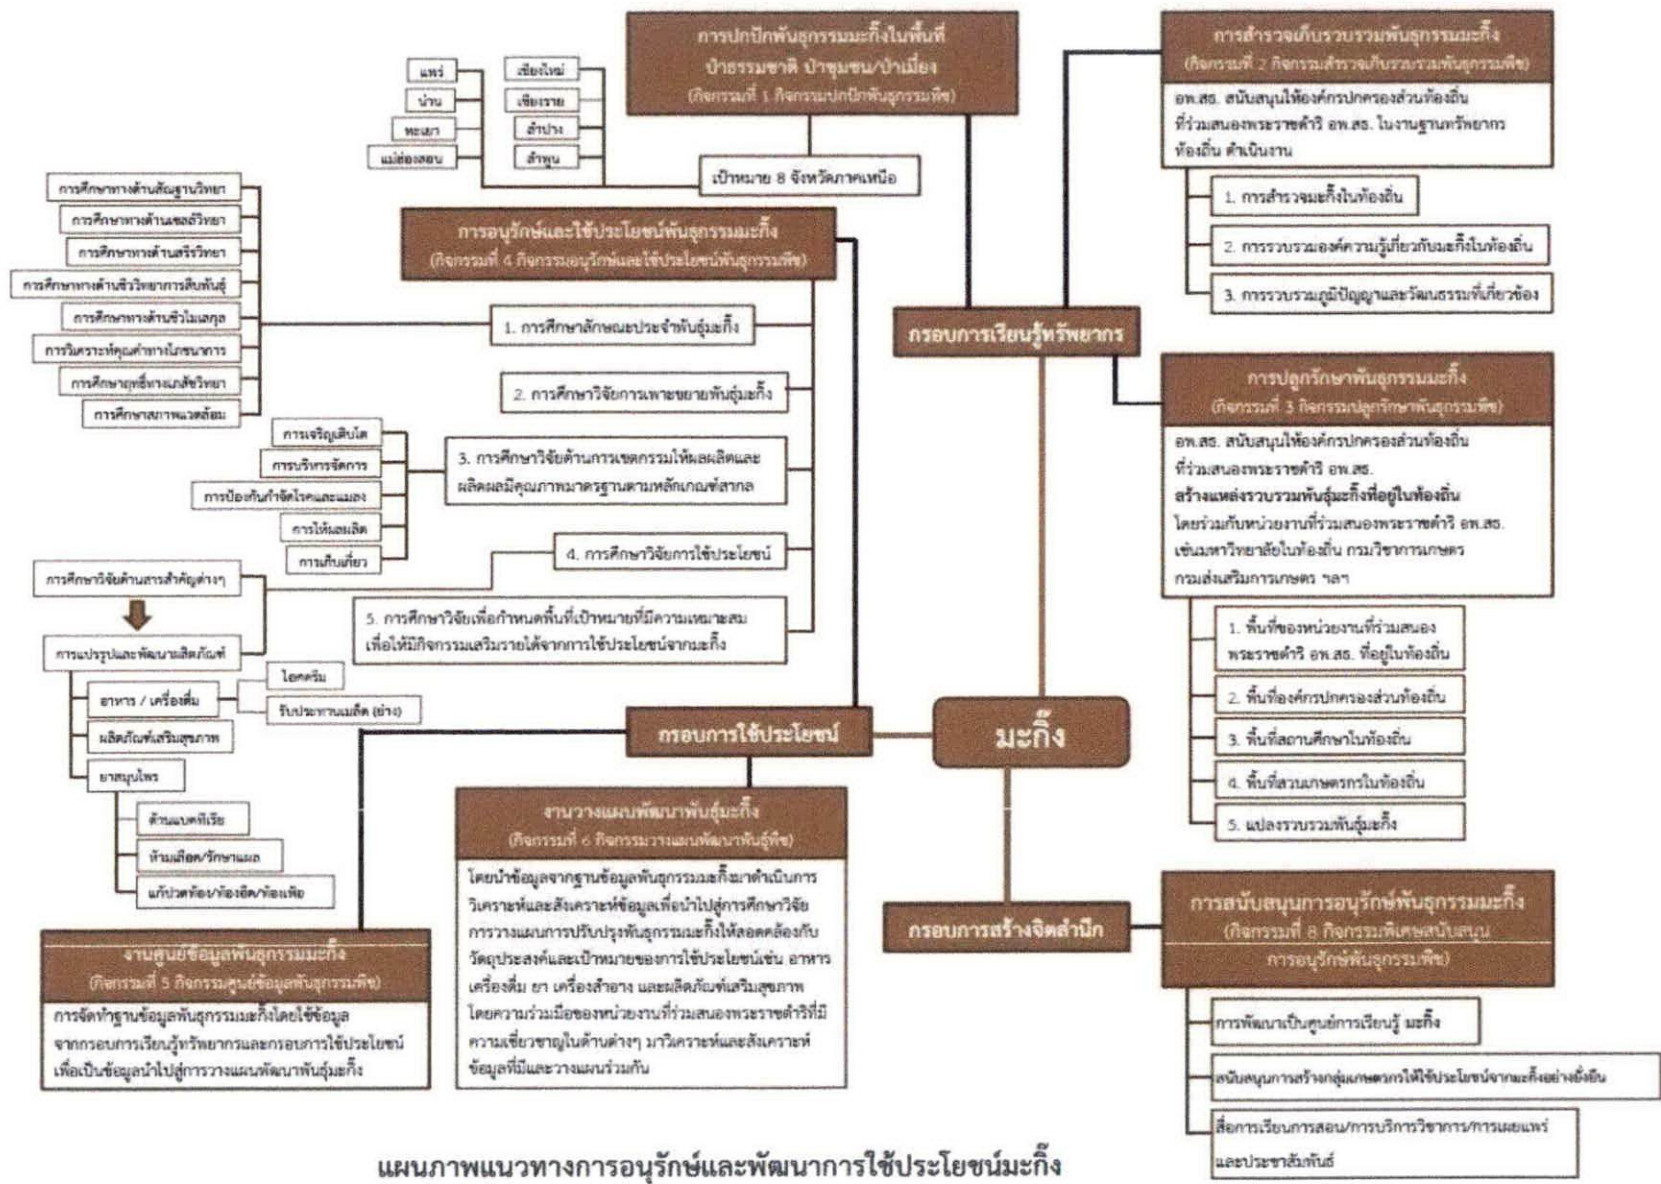 การปกปักพันธุกรรมมะกิ๊งในพื้นที่
ป่าธรรมชาติ ป่าชุมชน/ป่าเมี่ยง
(กิจกรรมที่ 1 กิจกรรมปกปักพันธุกรรมพืช)
แพร่
น่าน
พะเยา
แม่ฮ่องสอน
เชียงใหม่
เชียงราย
ลำปาง
ลำพูน
เป้าหมาย 8 จังหวัดภาคเหนือ
การสำรวจเก็บรวบรวมพันธุกรรมมะกิ๊ง
(กิจกรรมที่ 2 กิจกรรมสำรวจเก็บรวบรวมพันธุกรรมพืช)
อพ.สธ. สนับสนุนให้องค์กรปกครองส่วนท้องถิ่น
ที่ร่วมสนองพระราชดำริ อพ.สธ. ในงานฐานทรัพยากร
ท้องถิ่น ดำเนินงาน
1. การสำรวจมะกิ๊งในท้องถิ่น
2. การรวบรวมองค์ความรู้เกี่ยวกับมะกิ๊งในท้องถิ่น
3. การรวบรวมภูมิปัญญาและวัฒนธรรมที่เกี่ยวข้อง
กรอบการเรียนรู้ทรัพยากร
การปลูกรักษาพันธุกรรมมะกิ๊ง
(กิจกรรมที่ 3 กิจกรรมปลูกรักษาพันธุกรรมพืช)
อพ.สธ. สนับสนุนให้องค์กรปกครองส่วนท้องถิ่น
ที่ร่วมสนองพระราชดำริ อพ.สธ.
สร้างแหล่งรวบรวมพันธุ์มะกิ๊งที่อยู่ในท้องถิ่น
โดยร่วมกับหน่วยงานที่ร่วมสนองพระราชดำริ อพ.สธ.
เช่นมหาวิทยาลัยในท้องถิ่น กรมวิชาการเกษตร
กรมส่งเสริมการเกษตร ฯลฯ
1. พื้นที่ของหน่วยงานที่ร่วมสนอง
พระราชดำริ อพ.สธ. ที่อยู่ในท้องถิ่น
2. พื้นที่องค์กรปกครองส่วนท้องถิ่น
3. พื้นที่สถานศึกษาในท้องถิ่น
4. พื้นที่สวนเกษตรกรในท้องถิ่น
5. แปลงรวบรวมพันธุ์มะกิ๊ง
การอนุรักษ์และใช้ประโยชน์พันธุกรรมมะกิ๊ง
(กิจกรรมที่ 4 กิจกรรมอนุรักษ์และใช้ประโยชน์พันธุกรรมพืช)
1. การศึกษาลักษณะประจำพันธุ์มะกิ๊ง
การศึกษาทางด้านสัณฐานวิทยา
การศึกษาทางด้านเซลล์วิทยา
การศึกษาทางด้านสรีรวิทยา
การศึกษาทางด้านชีววิทยาการสืบพันธุ์
การศึกษาทางด้านชีวโมเลกุล
การวิเคราะห์คุณค่าทางโภชนาการ
การศึกษาฤทธิ์ทางเภสัชวิทยา
การศึกษาสภาพแวดล้อม
2. การศึกษาวิจัยการเพาะขยายพันธุ์มะกิ๊ง
3. การศึกษาวิจัยด้านการเขตกรรมให้ผลผลิตและ
ผลิตผลมีคุณภาพมาตรฐานตามหลักเกณฑ์สากล
การเจริญเติบโต
การบริหารจัดการ
การป้องกันกำจัดโรคและแมลง
การให้ผลผลิต
การเก็บเกี่ยว
4. การศึกษาวิจัยการใช้ประโยชน์
การศึกษาวิจัยด้านสารสำคัญต่างๆ
การแปรรูปและพัฒนาผลิตภัณฑ์
อาหาร / เครื่องดื่ม
ไอศครีม
รับประทานเมล็ด (ย่าง)
ผลิตภัณฑ์เสริมสุขภาพ
ยาสมุนไพร
ต้านแบคทีเรีย
ห้ามเลือด/รักษาแผล
แก้ปวดท้อง/ท้องอืด/ท้องเฟ้อ
5. การศึกษาวิจัยเพื่อกำหนดพื้นที่เป้าหมายที่มีความเหมาะสม
เพื่อให้มีกิจกรรมเสริมรายได้จากการใช้ประโยชน์จากมะกิ๊ง
กรอบการใช้ประโยชน์
มะกิ๊ง
งานวางแผนพัฒนาพันธุ์มะกิ๊ง
(กิจกรรมที่ 6 กิจกรรมวางแผนพัฒนาพันธุ์พืช)
โดยนำข้อมูลจากฐานข้อมูลพันธุกรรมมะกิ๊งมาดำเนินการ
วิเคราะห์และสังเคราะห์ข้อมูลเพื่อนำไปสู่การศึกษาวิจัย
การวางแผนการปรับปรุงพันธุกรรมมะกิ๊งให้สอดคล้องกับ
วัตถุประสงค์และเป้าหมายของการใช้ประโยชน์เช่น อาหาร
เครื่องดื่ม ยา เครื่องสำอาง และผลิตภัณฑ์เสริมสุขภาพ
โดยความร่วมมือของหน่วยงานที่ร่วมสนองพระราชดำริที่มี
ความเชี่ยวชาญในด้านต่างๆ มาวิเคราะห์และสังเคราะห์
ข้อมูลที่มีและวางแผนร่วมกัน
งานศูนย์ข้อมูลพันธุกรรมมะกิ๊ง
(กิจกรรมที่ 5 กิจกรรมศูนย์ข้อมูลพันธุกรรมพืช)
การจัดทำฐานข้อมูลพันธุกรรมมะกิ๊งโดยใช้ข้อมูล
จากกรอบการเรียนรู้ทรัพยากรและกรอบการใช้ประโยชน์
เพื่อเป็นข้อมูลนำไปสู่การวางแผนพัฒนาพันธุ์มะกิ๊ง
กรอบการสร้างจิตสำนึก
การสนับสนุนการอนุรักษ์พันธุกรรมมะกิ๊ง
(กิจกรรมที่ 8 กิจกรรมพิเศษสนับสนุน
การอนุรักษ์พันธุกรรมพืช)
การพัฒนาเป็นศูนย์การเรียนรู้ มะกิ๊ง
สนับสนุนการสร้างกลุ่มเกษตรกรให้ใช้ประโยชน์จากมะกิ๊งอย่างยั่งยืน
สื่อการเรียนการสอน/การบริการวิชาการ/การเผยแพร่
และประชาสัมพันธ์
แผนภาพแนวทางการอนุรักษ์และพัฒนาการใช้ประโยชน์มะกิ๊ง